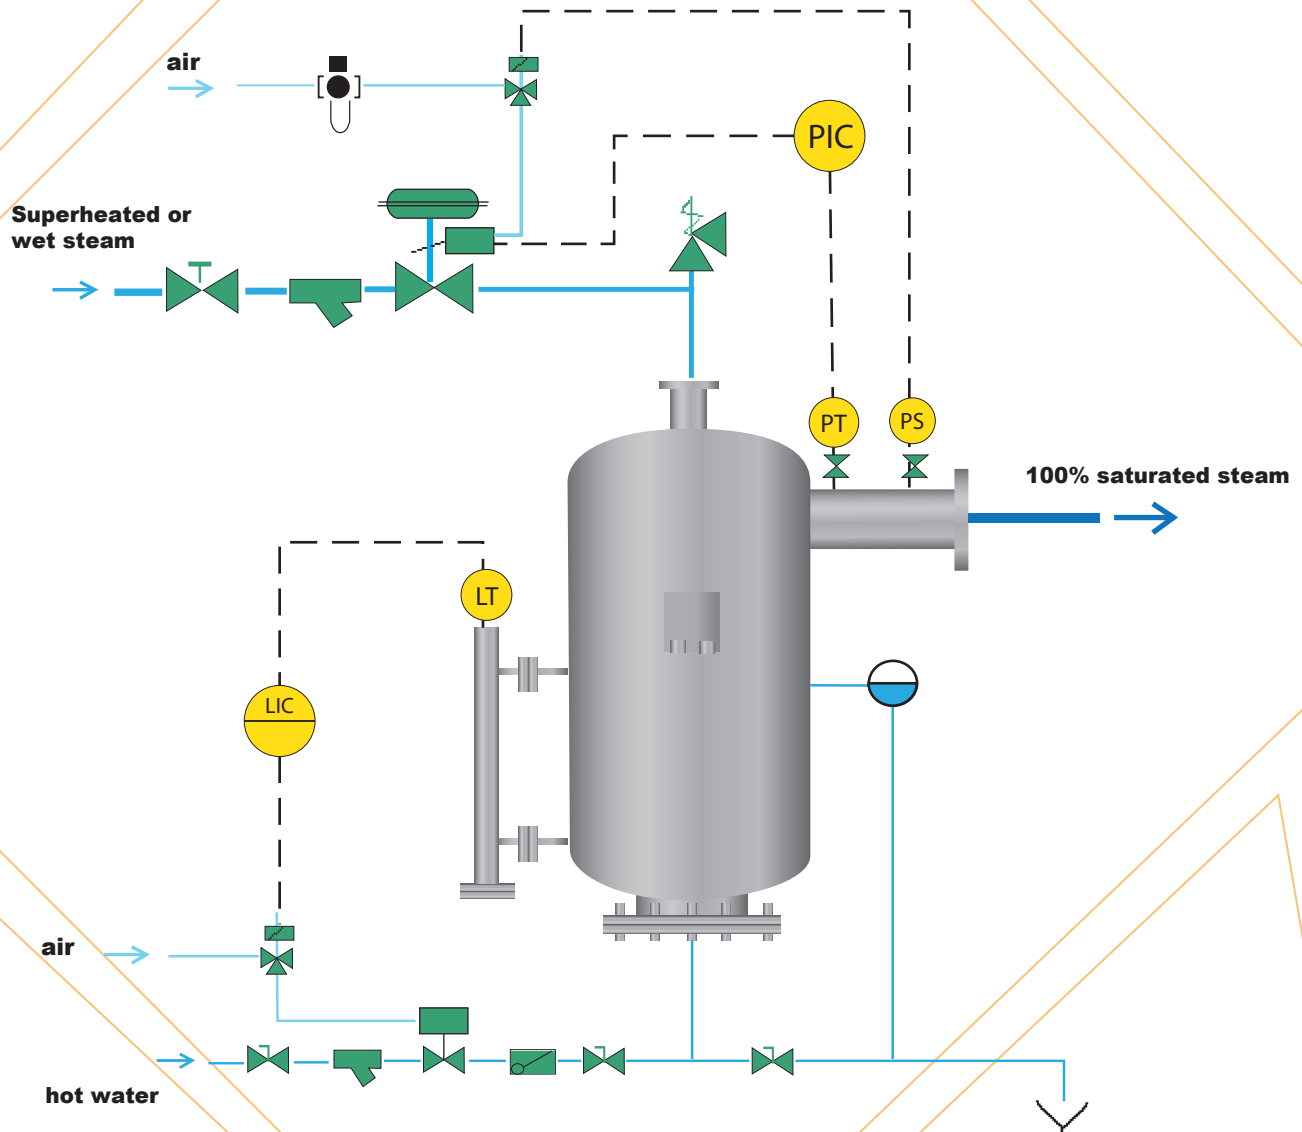 air
PIC
Superheated or
wet steam
PT
PS
100% saturated steam
LT
LIC
air
hot water